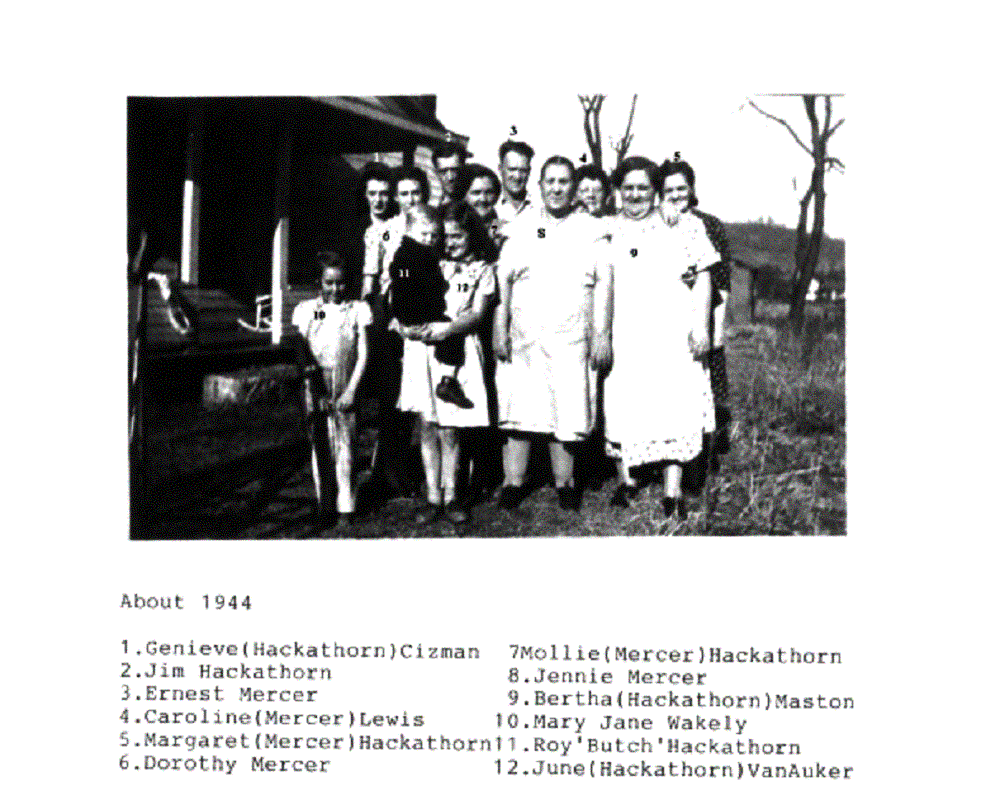 1
2
3
4
5
6
7
8
9
10
11
12
About 1944
1.Genieve(Hackathorn)Cizman
2.Jim Hackathorn
3.Ernest Mercer
4.Caroline(Mercer)Lewis
5.Margaret(Mercer)Hackathorn
6.Dorothy Mercer
7Mollie(Mercer)Hackathorn
8.Jennie Mercer
9.Bertha(Hackathorn)Maston
10.Mary Jane Wakely
11.Roy'Butch'Hackathorn
12.June(Hackathorn)VanAuker